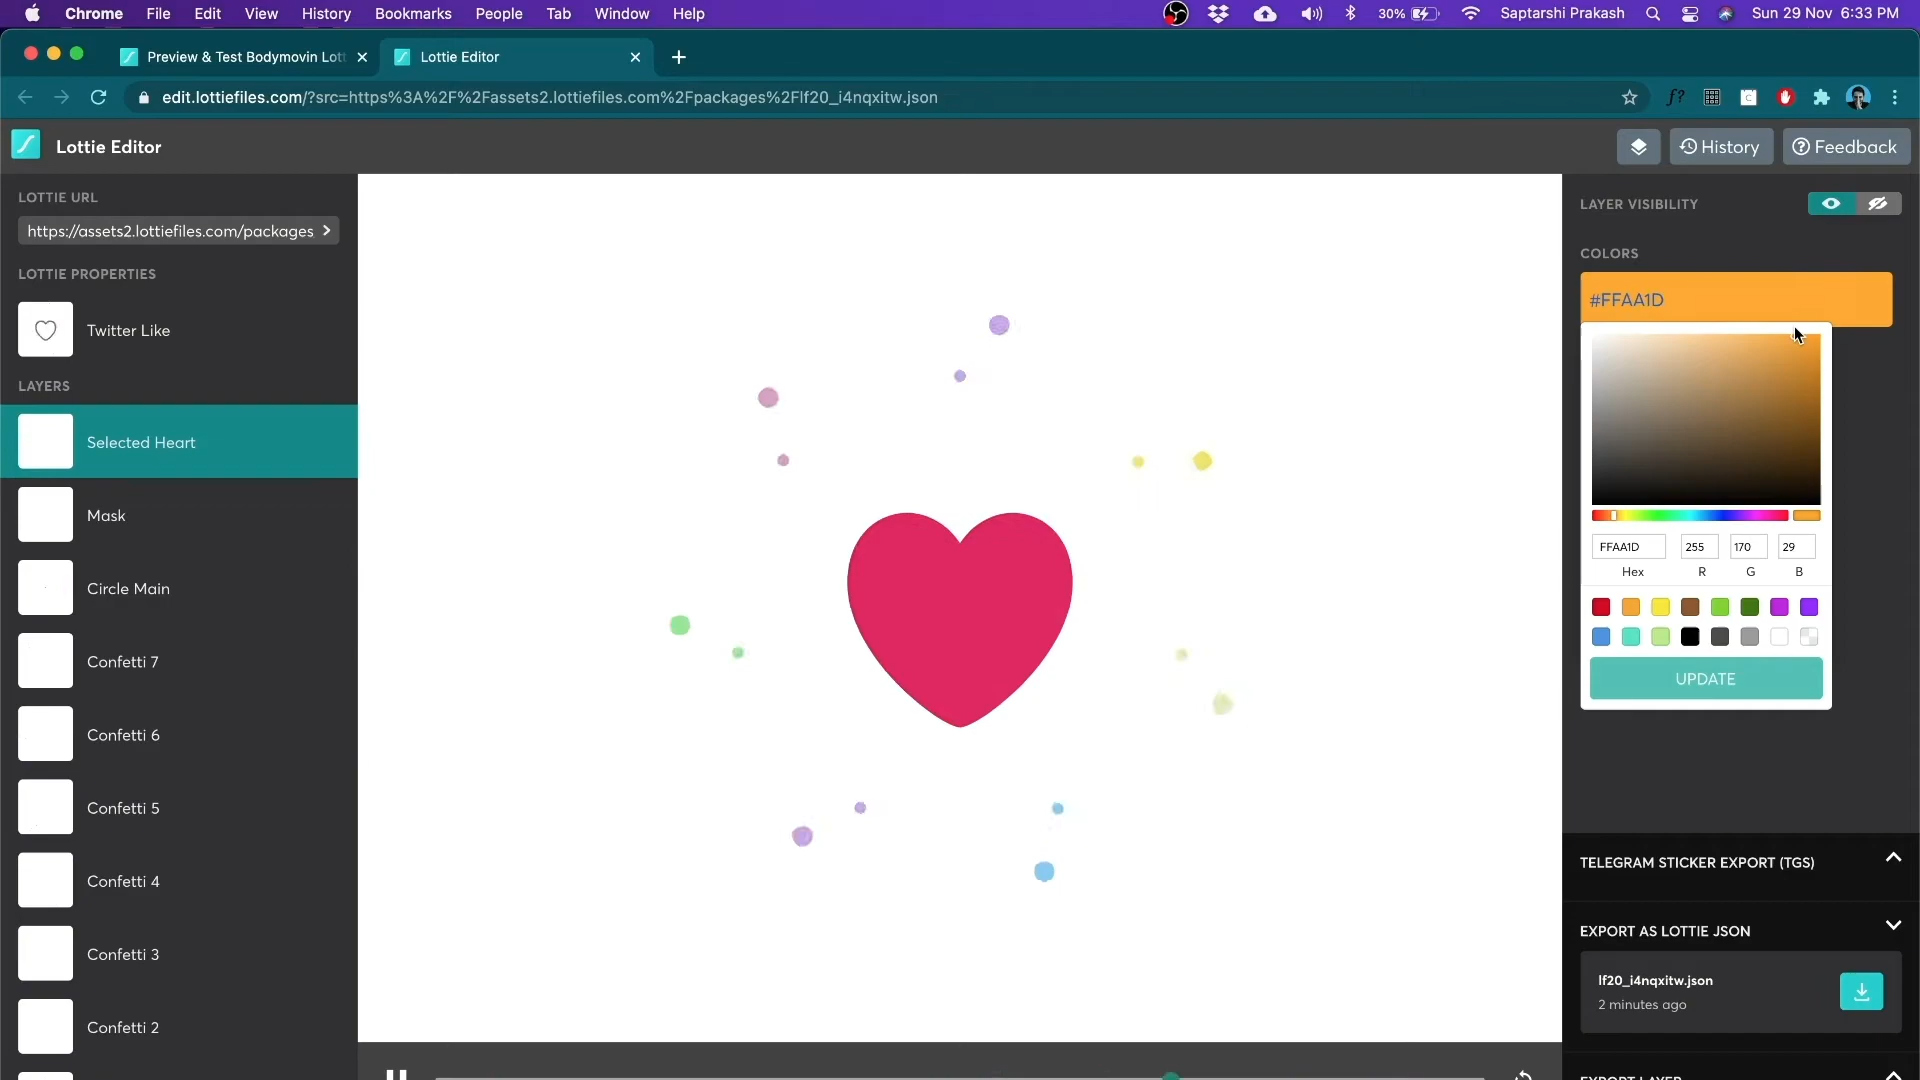 Chrome File Edit View History Bookmarks People Tab Window Help 30% Saptarshi Prakash Sun 29 Nov 6:33 PM
Preview & Test Bodymovin Lott Lottie Editor
edit.lottiefiles.com/?src=https%3A%2F%2Fassets2.lottiefiles.com%2Fpackages%2Flf20_i4nqxitw.json f?
Lottie Editor History Feedback
LOTTIE URL
https://assets2.lottiefiles.com/packages
LOTTIE PROPERTIES
Twitter Like
LAYERS
Selected Heart
Mask
Circle Main
Confetti 7
Confetti 6
Confetti 5
Confetti 4
Confetti 3
Confetti 2
LAYER VISIBILITY
COLORS
#FFAA1D
FFAA1D 255 170 29
Hex R G B
UPDATE
TELEGRAM STICKER EXPORT (TGS)
EXPORT AS LOTTIE JSON
lf20_i4nqxitw.json
2 minutes ago
EXPORT LAYER